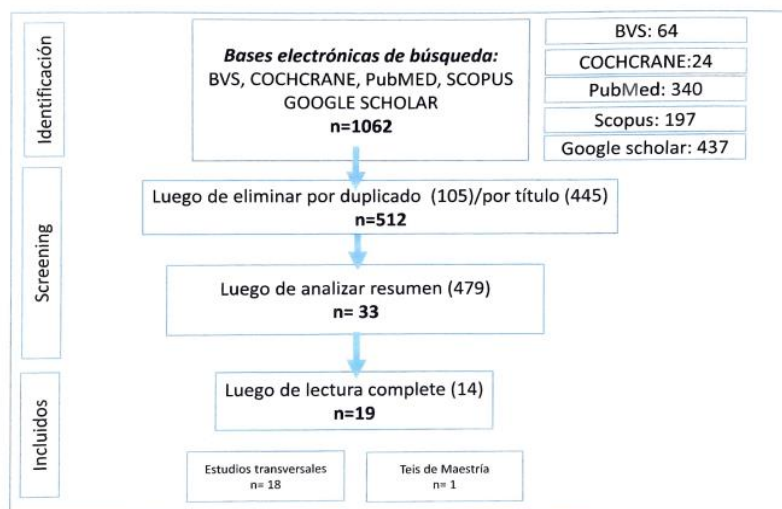 Identificación
Bases electrónicas de búsqueda:
BVS, COCHCRANE, PubMED, SCOPUS
GOOGLE SCHOLAR
n=1062
BVS: 64
COCHCRANE:24
PubMed: 340
Scopus: 197
Google scholar: 437
Screening
Luego de eliminar por duplicado (105)/por título (445)
n=512
Luego de analizar resumen (479)
n= 33
Incluidos
Luego de lectura complete (14)
n=19
Estudios transversales
n= 18
Teis de Maestría
n= 1